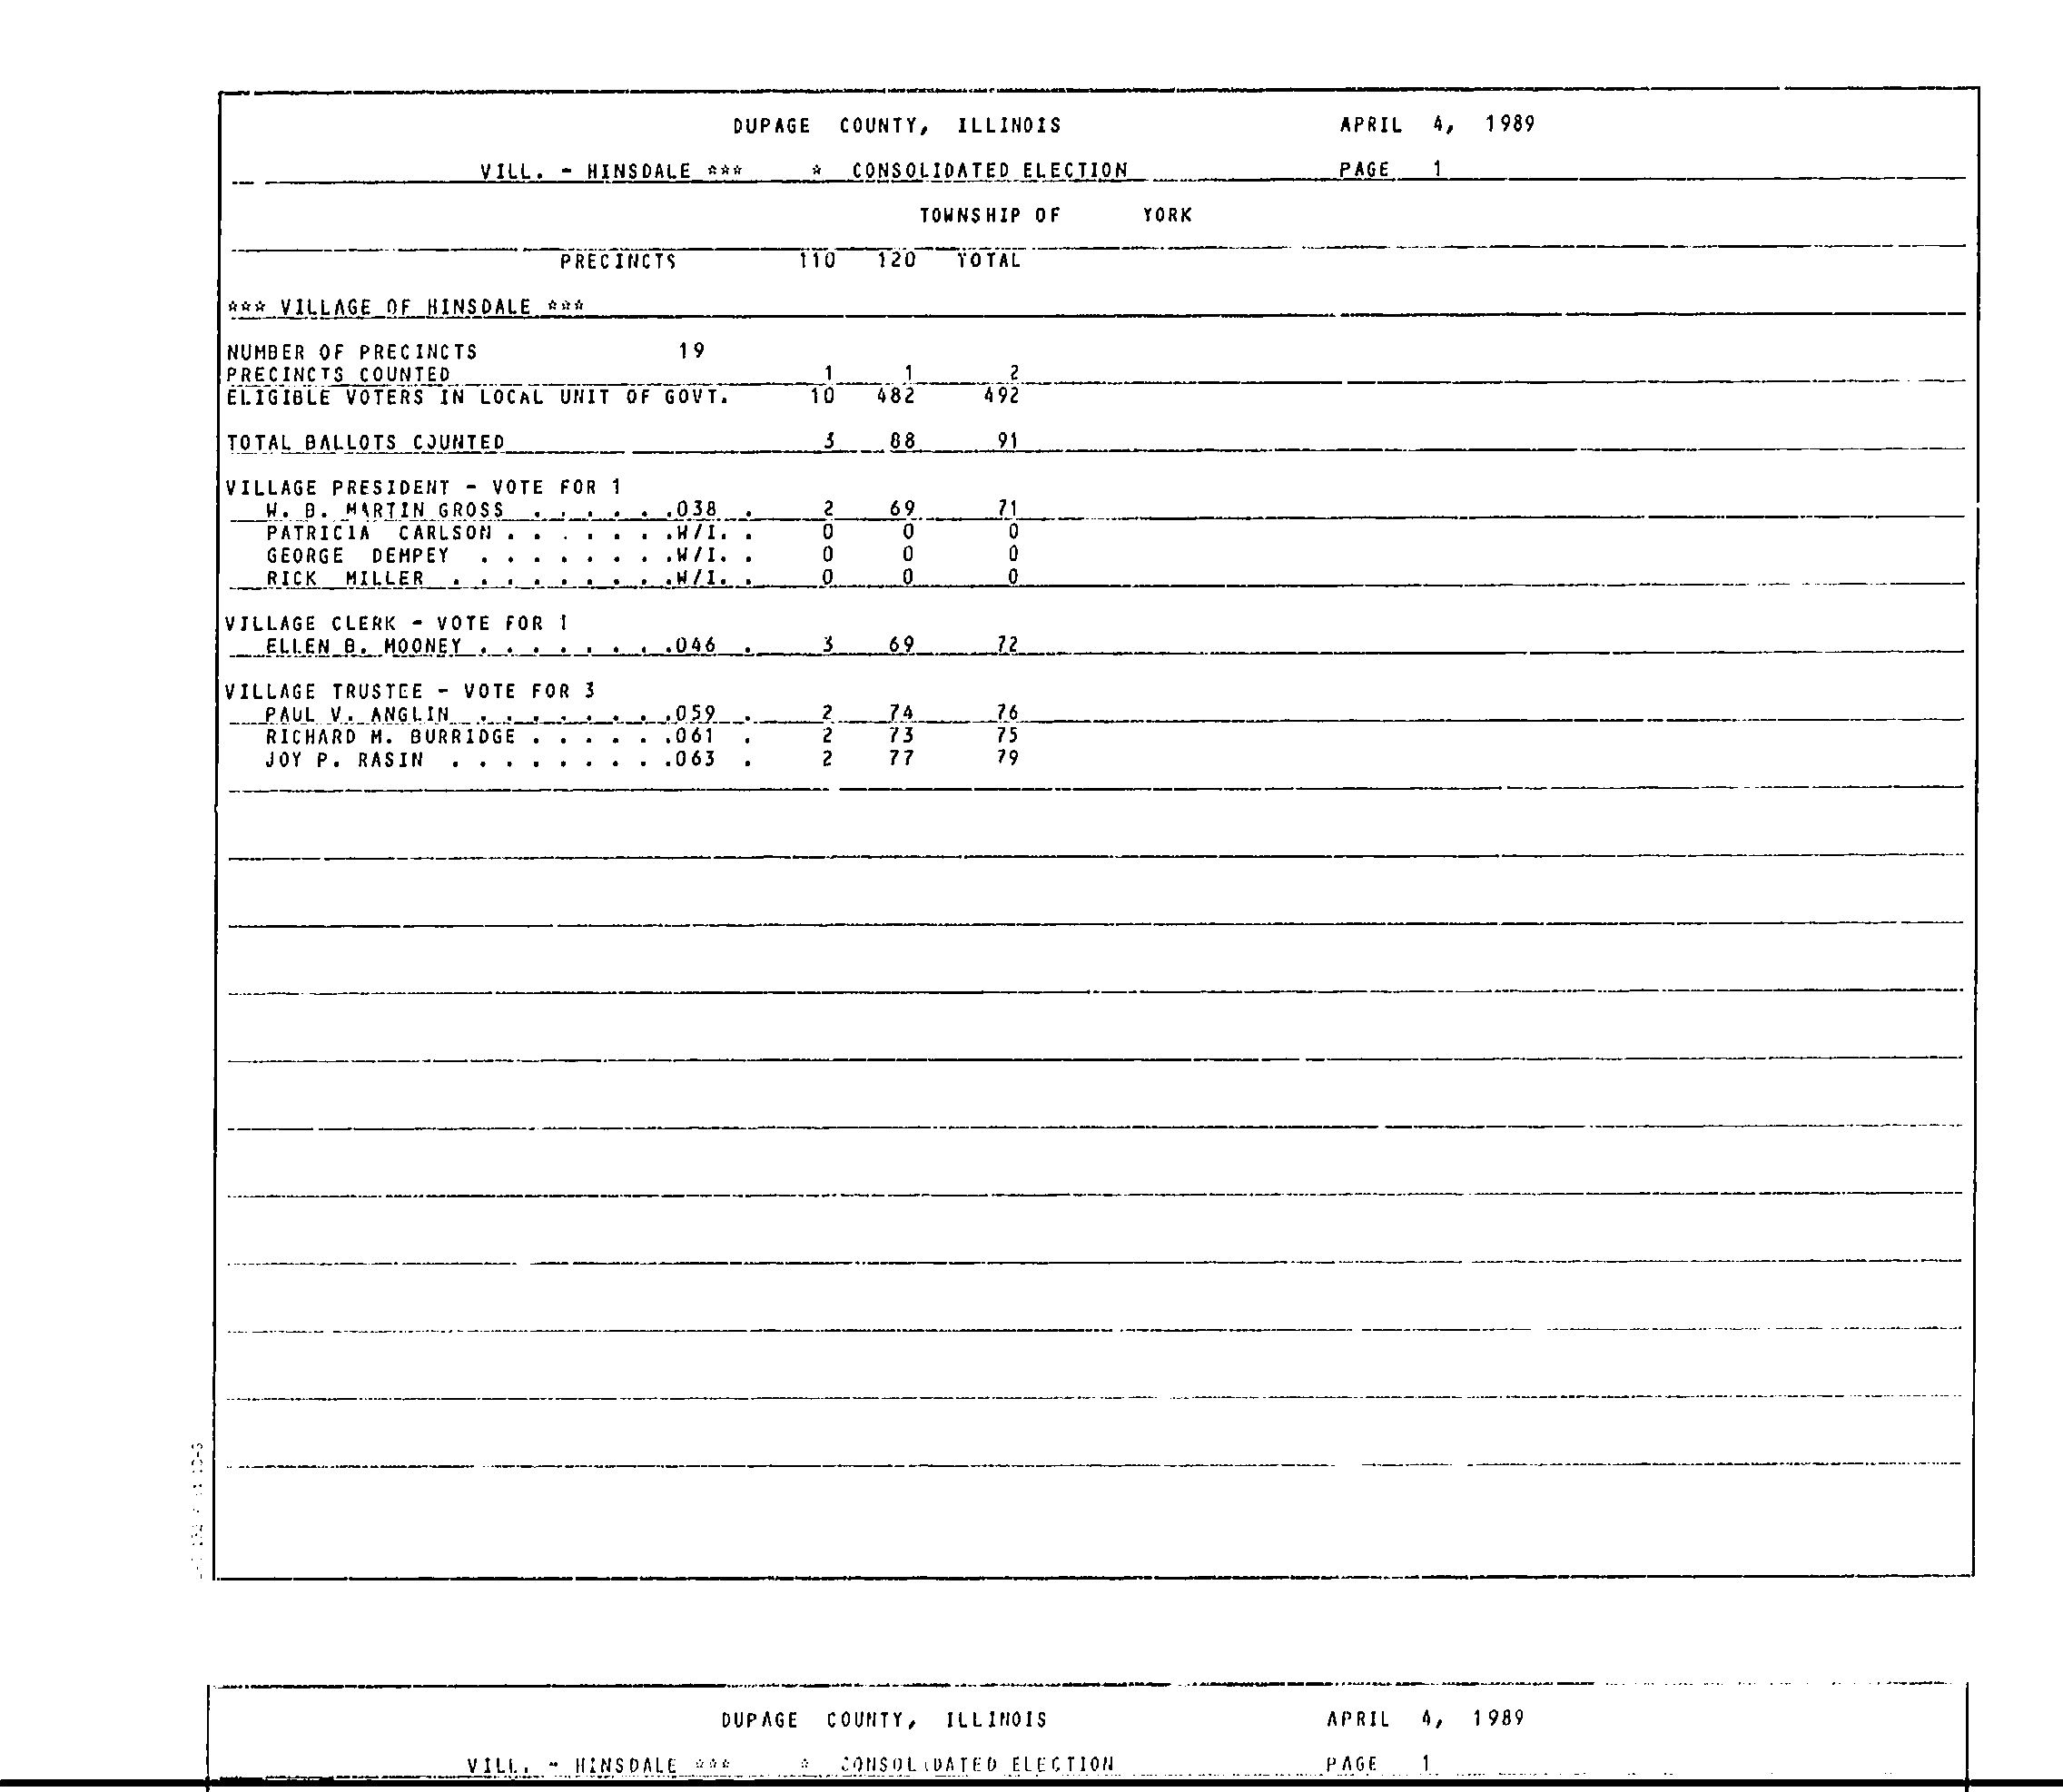 DUPAGE COUNTY, ILLINOIS APRIL 4, 1989
VILL. - HINSDALE *** * CONSOLIDATED ELECTION PAGE 1
TOWNSHIP OF YORK
PRECINCTS 110 120 TOTAL
*** VILLAGE OF HINSDALE ***
NUMBER OF PRECINCTS 19
PRECINCTS COUNTED 1 1 2
ELIGIBLE VOTERS IN LOCAL UNIT OF GOVT. 10 482 492
TOTAL BALLOTS COUNTED 3 88 91
VILLAGE PRESIDENT - VOTE FOR 1
W. B. MARTIN GROSS . . . . . .038 . 2 69 71
PATRICIA CARLSON . . . . . . .W/I. . 0 0 0
GEORGE DEMPEY . . . . . . . .W/I. . 0 0 0
RICK MILLER . . . . . . . . .W/I. . 0 0 0
VILLAGE CLERK - VOTE FOR 1
ELLEN B. MOONEY . . . . . . . .046 . 3 69 72
VILLAGE TRUSTEE - VOTE FOR 3
PAUL V. ANGLIN . . . . . . . .059 . 2 74 76
RICHARD M. BURRIDGE . . . . . .061 . 2 73 75
JOY P. RASIN . . . . . . . . .063 . 2 77 79
DUPAGE COUNTY, ILLINOIS APRIL 4, 1989
VILL. - HINSDALE *** * CONSOLIDATED ELECTION PAGE 1